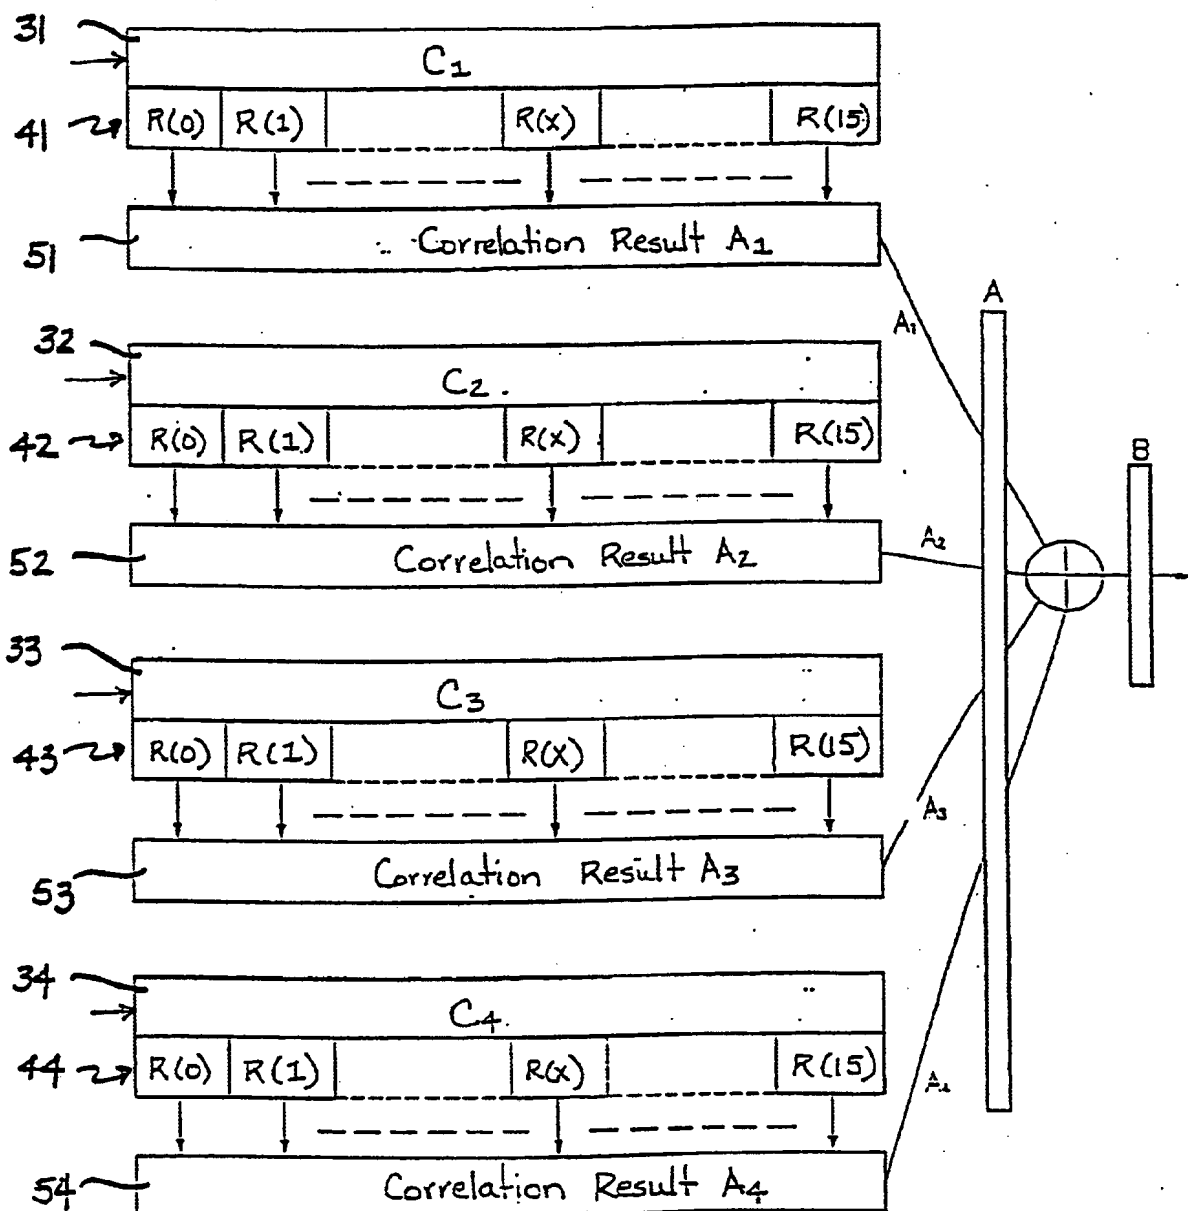 31
C1
41 R(0) R(1) R(x) R(15)
51
Correlation Result A1
32
C2
42 R(0) R(1) R(x) R(15)
52
Correlation Result A2
33
C3
43 R(0) R(1) R(x) R(15)
53
Correlation Result A3
34
C4
44 R(0) R(1) R(x) R(15)
54
Correlation Result A4
A1
A2
A3
A
B